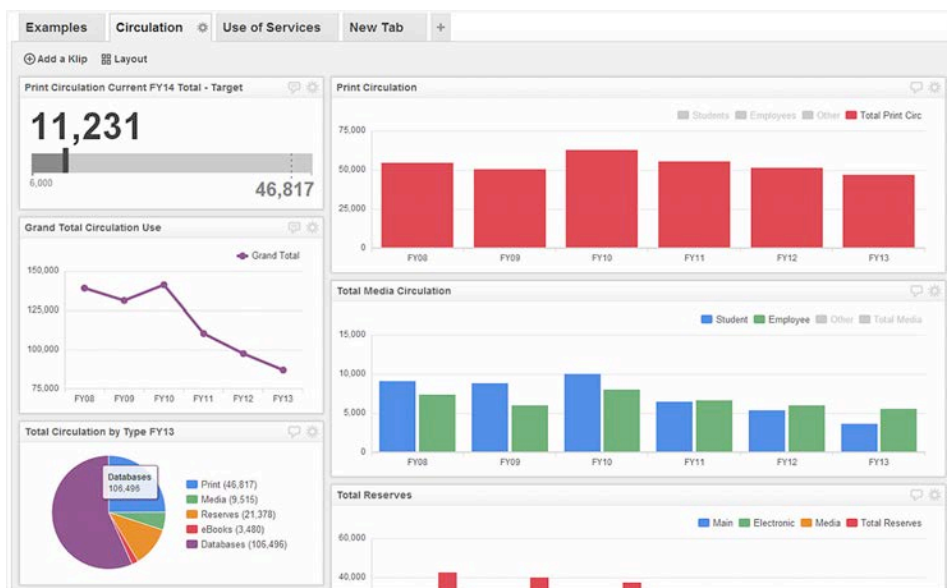 Examples
Circulation
Use of Services
New Tab
+
Add a Klip
Layout
Print Circulation Current FY14 Total - Target
11,231
6,000
46,817
Grand Total Circulation Use
Grand Total
150,000
125,000
100,000
75,000
FY08 FY09 FY10 FY11 FY12 FY13
Total Circulation by Type FY13
Databases
106,496
Print (46,817)
Media (9,515)
Reserves (21,378)
eBooks (3,480)
Databases (106,496)
Print Circulation
Students Employees Other Total Print Circ
75,000
50,000
25,000
0
FY08 FY09 FY10 FY11 FY12 FY13
Total Media Circulation
Student Employee Other Total Media
15,000
10,000
5,000
0
FY08 FY09 FY10 FY11 FY12 FY13
Total Reserves
Main Electronic Media Total Reserves
60,000
40,000